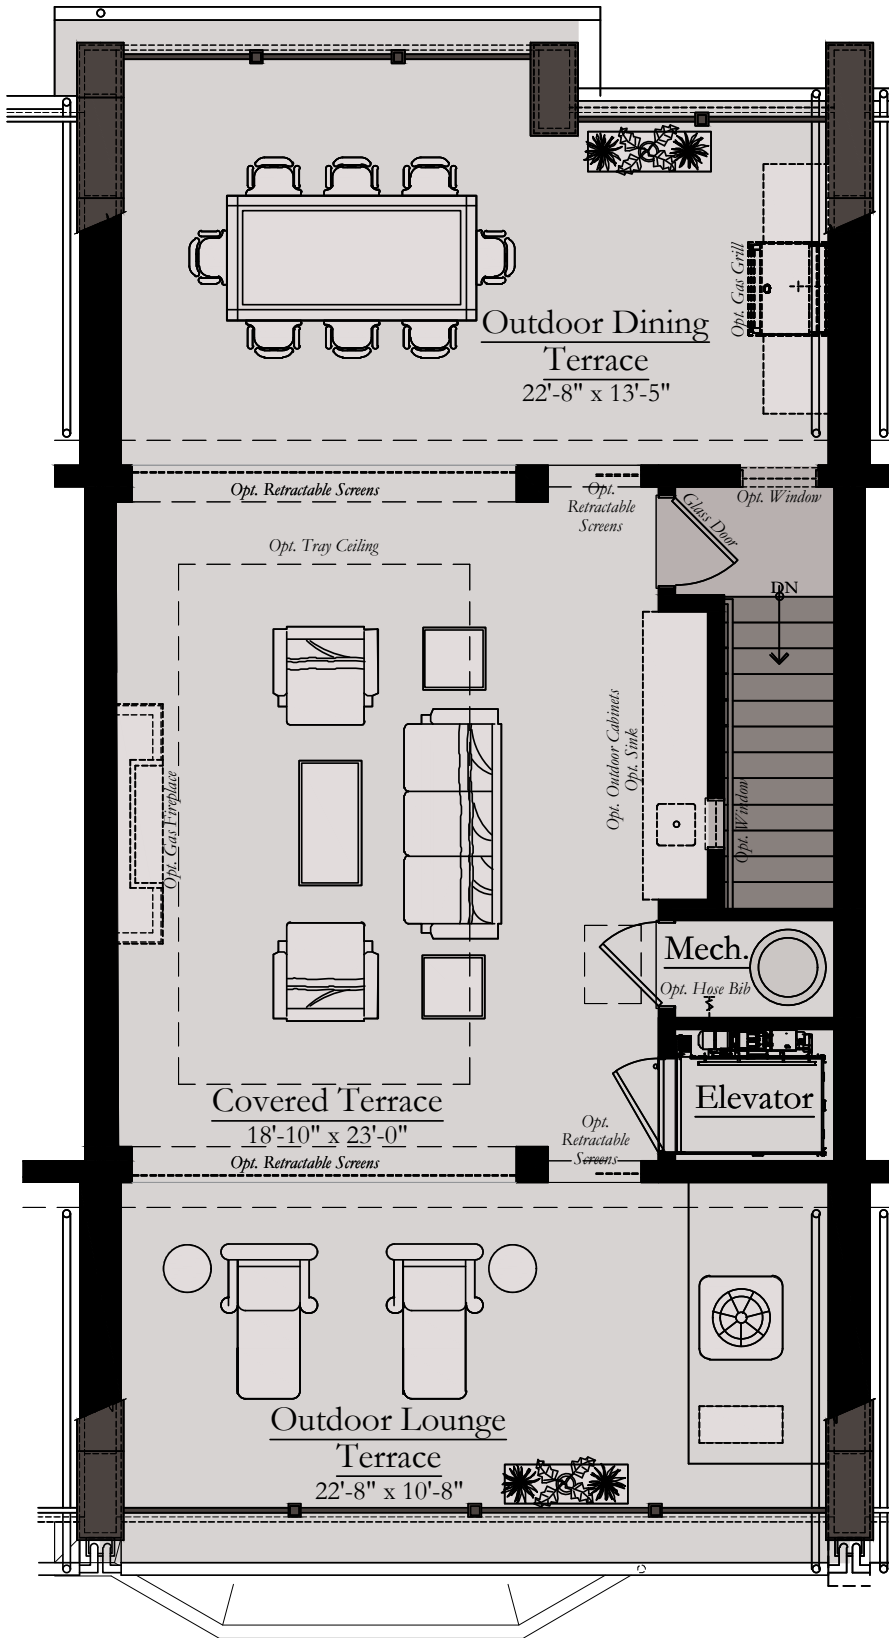 Opt. Gas Grill
Outdoor Dining
Terrace
22'-8" x 13'-5"
Opt. Retractable Screens
Opt.
Retractable
Screens
Opt. Window
Glass Door
Opt. Tray Ceiling
DN
Opt. Outdoor Cabinets
Opt. Sink
Opt. Window
Opt. Gas Fireplace
Mech.
Opt. Hose Bib
Elevator
Covered Terrace
18'-10" x 23'-0"
Opt. Retractable Screens
Opt.
Retractable
Screens
Outdoor Lounge
Terrace
22'-8" x 10'-8"